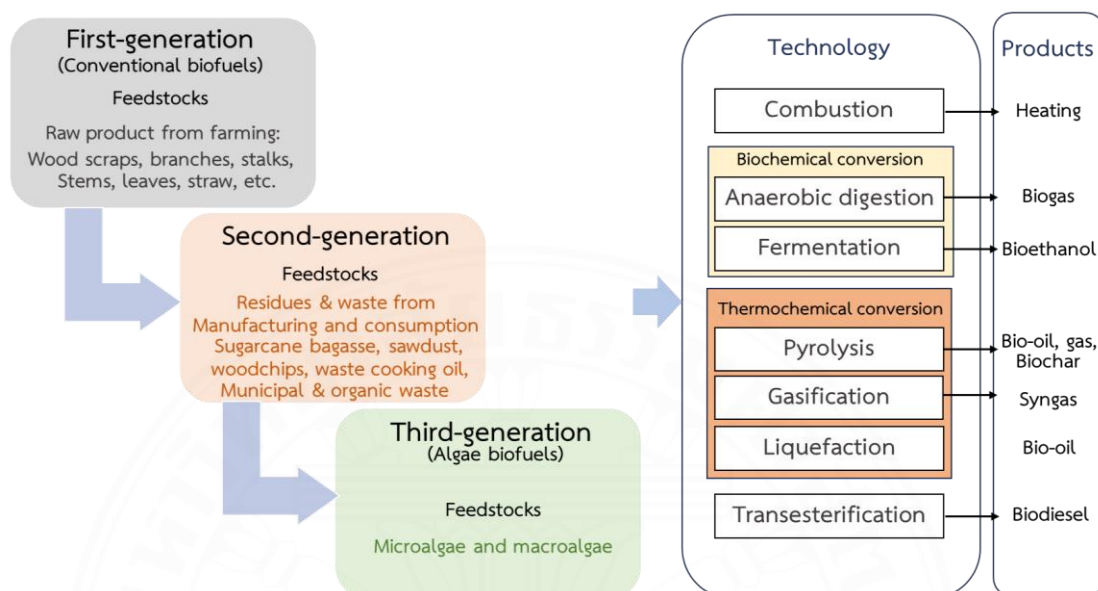 First-generation
(Conventional biofuels)
Feedstocks
Raw product from farming:
Wood scraps, branches, stalks,
Stems, leaves, straw, etc.
Second-generation
Feedstocks
Residues & waste from
Manufacturing and consumption
Sugarcane bagasse, sawdust,
woodchips, waste cooking oil,
Municipal & organic waste
Third-generation
(Algae biofuels)
Feedstocks
Microalgae and macroalgae
Technology
Combustion
Biochemical conversion
Anaerobic digestion
Fermentation
Thermochemical conversion
Pyrolysis
Gasification
Liquefaction
Transesterification
Products
Heating
Biogas
Bioethanol
Bio-oil, gas,
Biochar
Syngas
Bio-oil
Biodiesel